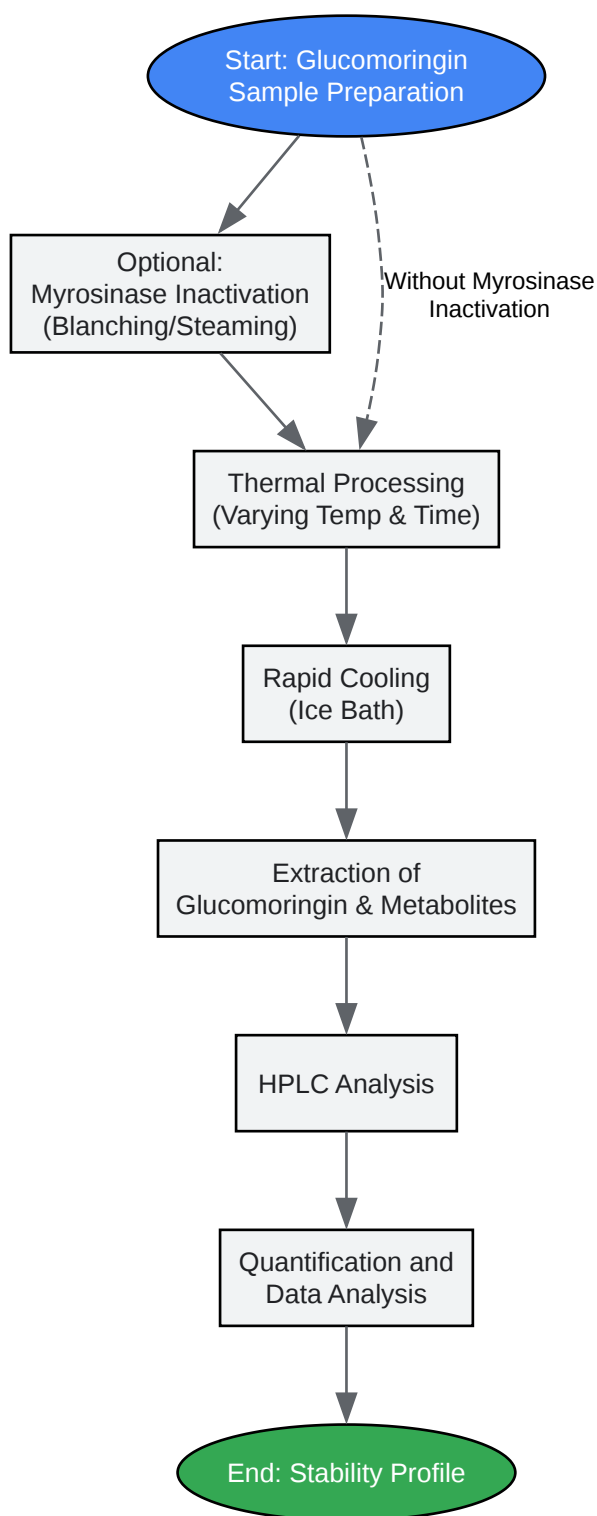 Start: Glucomoringin
Sample Preparation
Optional:
Myrosinase Inactivation
(Blanching/Steaming)
Without Myrosinase
Inactivation
Thermal Processing
(Varying Temp & Time)
Rapid Cooling
(Ice Bath)
Extraction of
Glucomoringin & Metabolites
HPLC Analysis
Quantification and
Data Analysis
End: Stability Profile